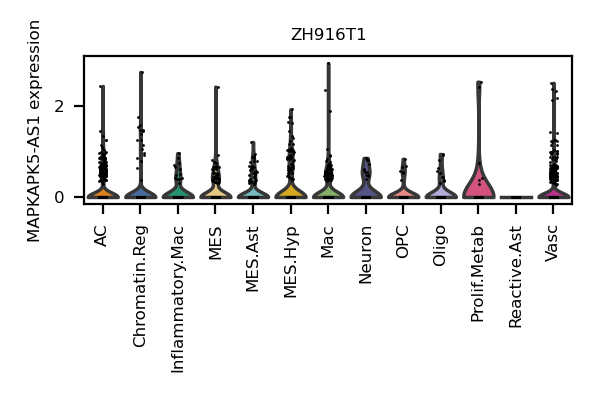 ZH916T1
MAPKAPK5-AS1 expression
2
0
AC
Chromatin.Reg
Inflammatory.Mac
MES
MES.Ast
MES.Hyp
Mac
Neuron
OPC
Oligo
Prolif.Metab
Reactive.Ast
Vasc